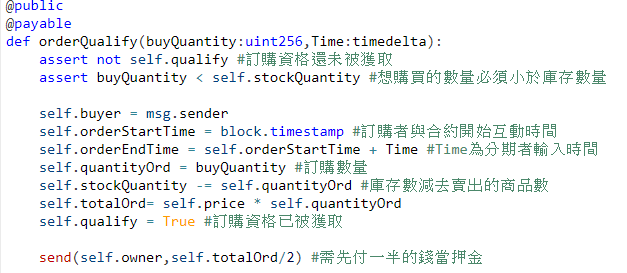 @public
@payable
def orderQualify(buyQuantity:uint256,Time:timedelta):
    assert not self.qualify #訂購資格還未被獲取
    assert buyQuantity < self.stockQuantity #想購買的數量必須小於庫存數量

    self.buyer = msg.sender
    self.orderStartTime = block.timestamp #訂購者與合約開始互動時間
    self.orderEndTime = self.orderStartTime + Time #Time為分期者輸入時間
    self.quantityOrd = buyQuantity #訂購數量
    self.stockQuantity -= self.quantityOrd #庫存數減去賣出的商品數
    self.totalOrd= self.price * self.quantityOrd
    self.qualify = True #訂購資格已被獲取

    send(self.owner,self.totalOrd/2) #需先付一半的錢當押金